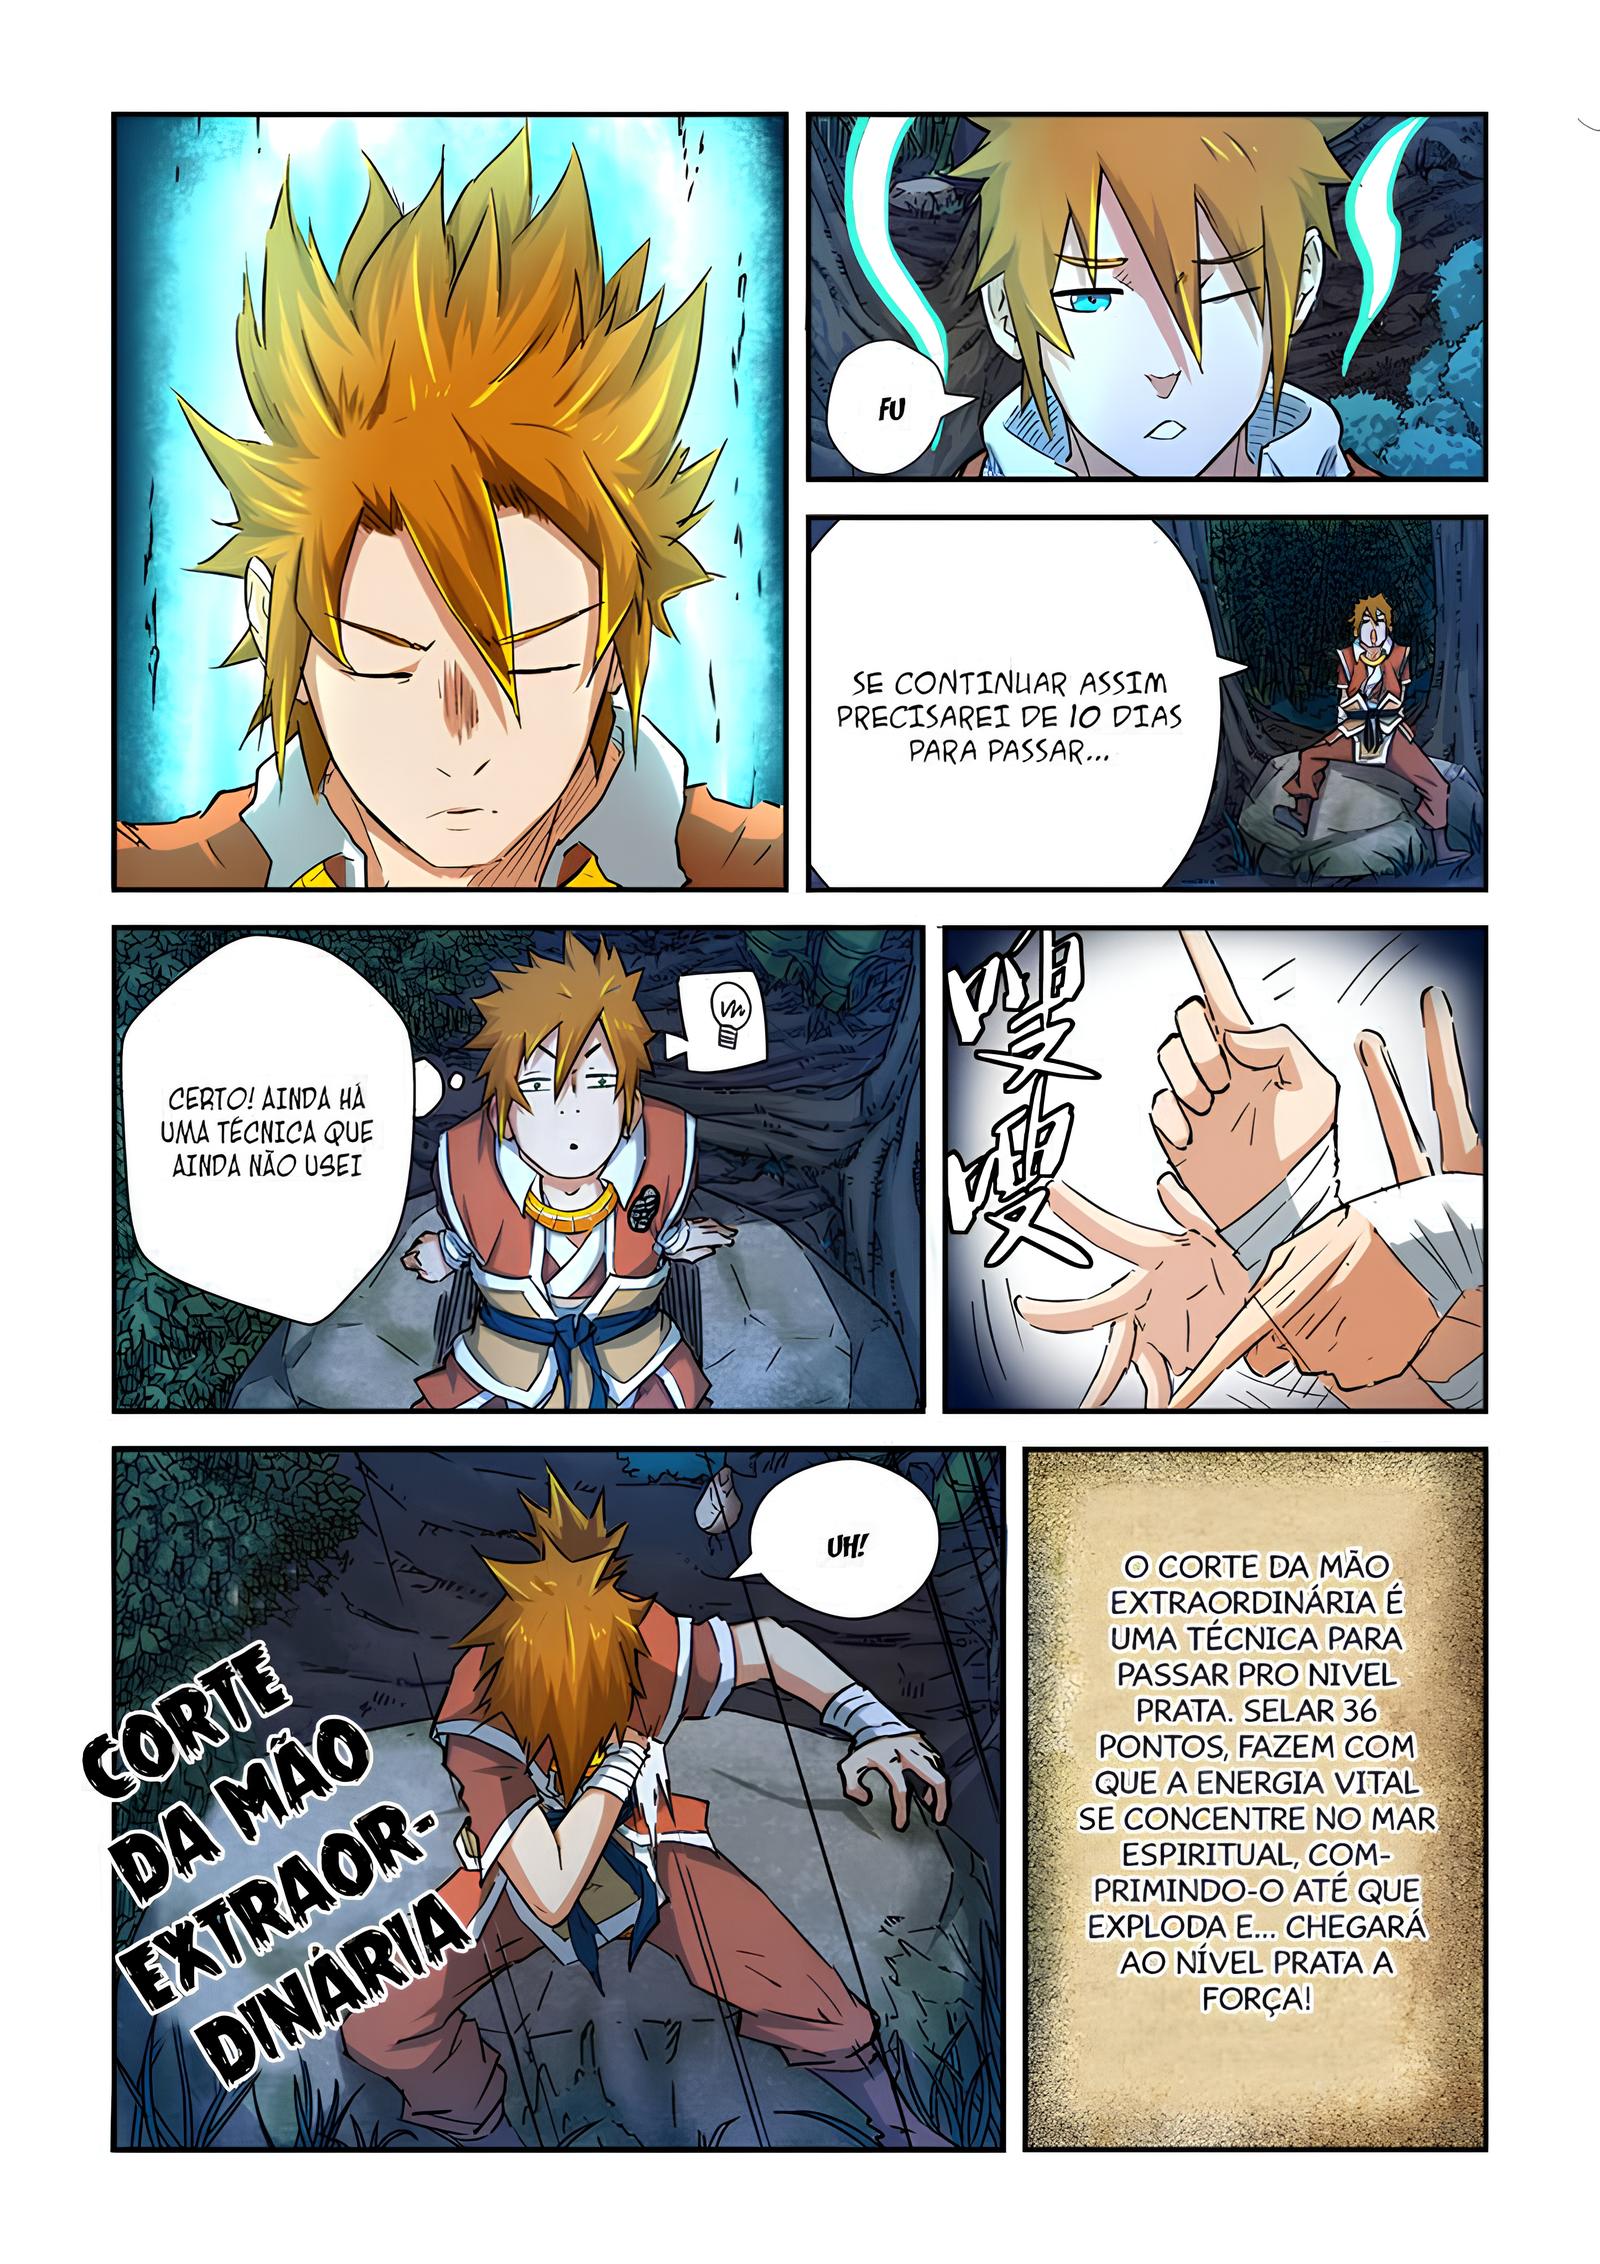 FU
SE CONTINUAR ASSIM
PRECISAREI DE 10 DIAS
PARA PASSAR...
CERTO! AINDA HÁ
UMA TÉCNICA QUE
AINDA NÃO USEI
嗖
嗖
UH!
CORTE
DA MÃO
EXTRAOR-
DINÁRIA
O CORTE DA MÃO
EXTRAORDINÁRIA É
UMA TÉCNICA PARA
PASSAR PRO NIVEL
PRATA. SELAR 36
PONTOS, FAZEM COM
QUE A ENERGIA VITAL
SE CONCENTRE NO MAR
ESPIRITUAL, COM-
PRIMINDO-O ATÉ QUE
EXPLODA E... CHEGARÁ
AO NÍVEL PRATA A
FORÇA!